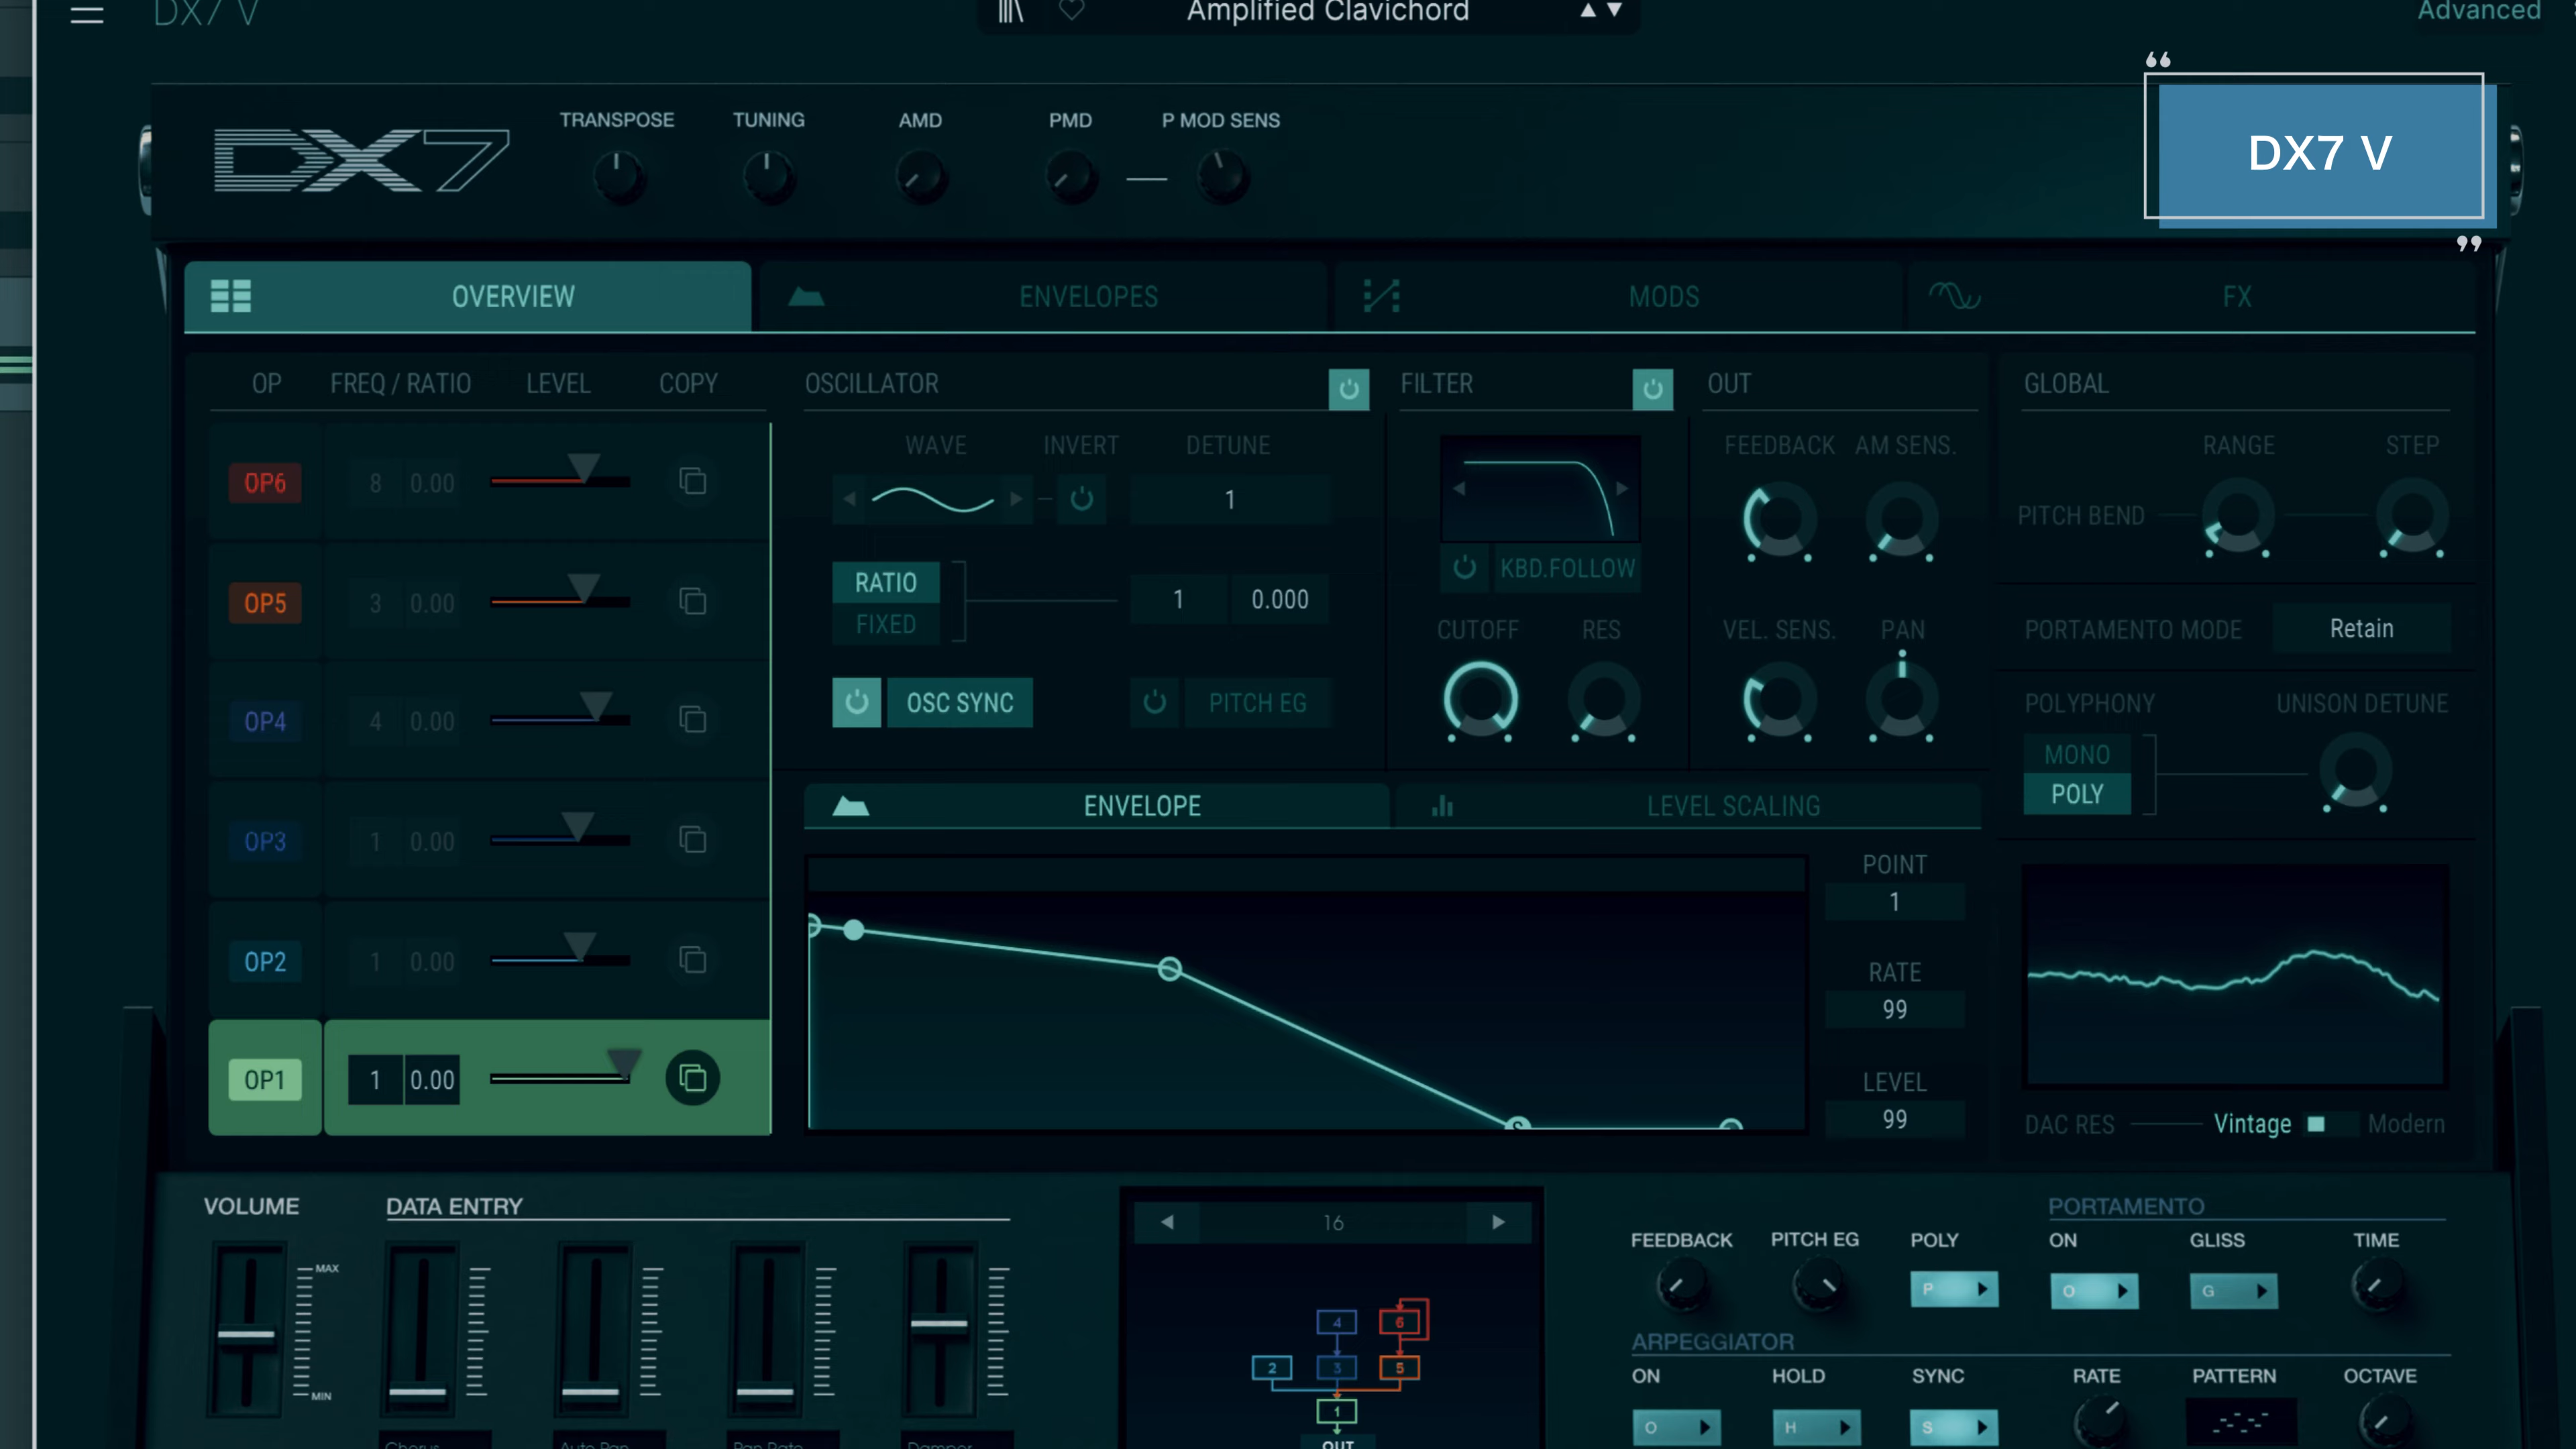 DX7 V
Amplified Clavichord
Advanced
DX7
TRANSPOSE TUNING AMD PMD P MOD SENS
“ DX7 V ”
OVERVIEW ENVELOPES MODS FX
OP FREQ / RATIO LEVEL COPY
OSCILLATOR FILTER OUT GLOBAL
WAVE INVERT DETUNE
FEEDBACK AM SENS.
RANGE STEP
OP6 8 0.00
1
PITCH BEND
KBD.FOLLOW
OP5 3 0.00
RATIO
FIXED
1 0.000
CUTOFF RES
VEL. SENS. PAN
PORTAMENTO MODE Retain
OP4 4 0.00
OSC SYNC PITCH EG
POLYPHONY UNISON DETUNE
MONO
POLY
ENVELOPE LEVEL SCALING
OP3 1 0.00
POINT
1
OP2 1 0.00
RATE
99
OP1 1 0.00
LEVEL
99
DAC RES Vintage Modern
VOLUME DATA ENTRY
MAX
MIN
Chorus Auto Pan Pan Rate Damper
16
4 6
2 3 5
1
OUT
PORTAMENTO
FEEDBACK PITCH EG POLY ON GLISS TIME
P O G
ARPEGGIATOR
ON HOLD SYNC RATE PATTERN OCTAVE
O H S